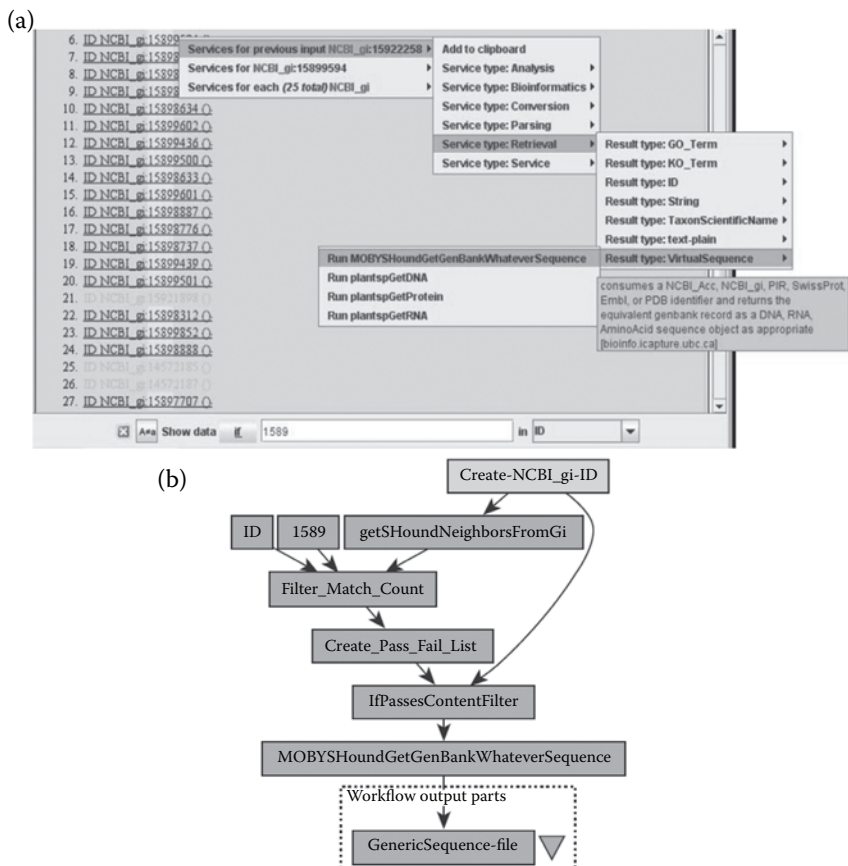 (a)
6. ID NCBI_gi:15899594 ()
7. ID NCBI_gi:1589
8. ID NCBI_gi:15898
9. ID NCBI_gi:1589
10. ID NCBI_gi:15898634 ()
11. ID NCBI_gi:15899602 ()
12. ID NCBI_gi:15899436 ()
13. ID NCBI_gi:15899500 ()
14. ID NCBI_gi:15898633 ()
15. ID NCBI_gi:15899601 ()
16. ID NCBI_gi:15898887 ()
17. ID NCBI_gi:15898776 ()
18. ID NCBI_gi:15898737 ()
19. ID NCBI_gi:15899439 ()
20. ID NCBI_gi:15899501 ()
21. ID NCBI_gi:15921898 ()
22. ID NCBI_gi:15898312 ()
23. ID NCBI_gi:15899852 ()
24. ID NCBI_gi:15898888 ()
25. ID NCBI_gi:14572185 ()
26. ID NCBI_gi:14572187 ()
27. ID NCBI_gi:15897707 ()
Services for previous input NCBI_gi:15922258
Services for NCBI_gi:15899594
Services for each (25 total) NCBI_gi
Add to clipboard
Service type: Analysis
Service type: Bioinformatics
Service type: Conversion
Service type: Parsing
Service type: Retrieval
Service type: Service
Result type: GO_Term
Result type: KO_Term
Result type: ID
Result type: String
Result type: TaxonScientificName
Result type: text-plain
Result type: VirtualSequence
Run MOBYSHoundGetGenBankWhateverSequence
Run plantspGetDNA
Run plantspGetProtein
Run plantspGetRNA
consumes a NCBI_Acc, NCBI_gi, PIR, SwissProt,
Embl, or PDB identifier and returns the
equivalent genbank record as a DNA, RNA,
AminoAcid sequence object as appropriate
[bioinfo.icapture.ubc.ca]
A≠a Show data if 1589 in ID
(b)
Create-NCBI_gi-ID
ID 1589 getSHoundNeighborsFromGi
Filter_Match_Count
Create_Pass_Fail_List
IfPassesContentFilter
MOBYSHoundGetGenBankWhateverSequence
Workflow output parts
GenericSequence-file